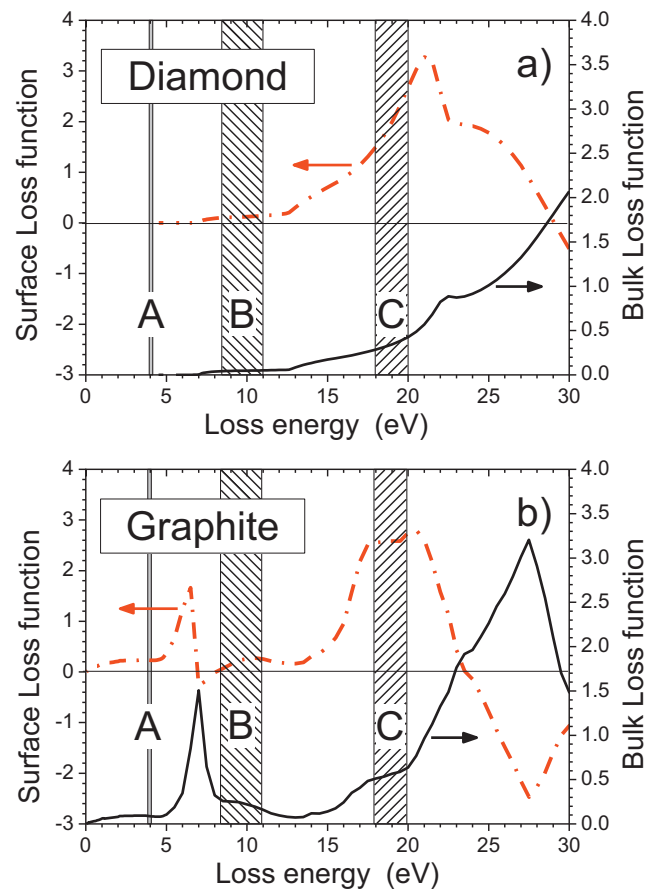 a)
Diamond
Surface Loss function
4
3
2
1
0
-1
-2
-3
A
B
C
4.0
3.5
3.0
2.5
2.0
1.5
1.0
0.5
0.0
Bulk Loss function
0 5 10 15 20 25 30
Loss energy (eV)
b)
Graphite
Surface Loss function
4
3
2
1
0
-1
-2
-3
A
B
C
4.0
3.5
3.0
2.5
2.0
1.5
1.0
0.5
0.0
Bulk Loss function
0 5 10 15 20 25 30
Loss energy (eV)